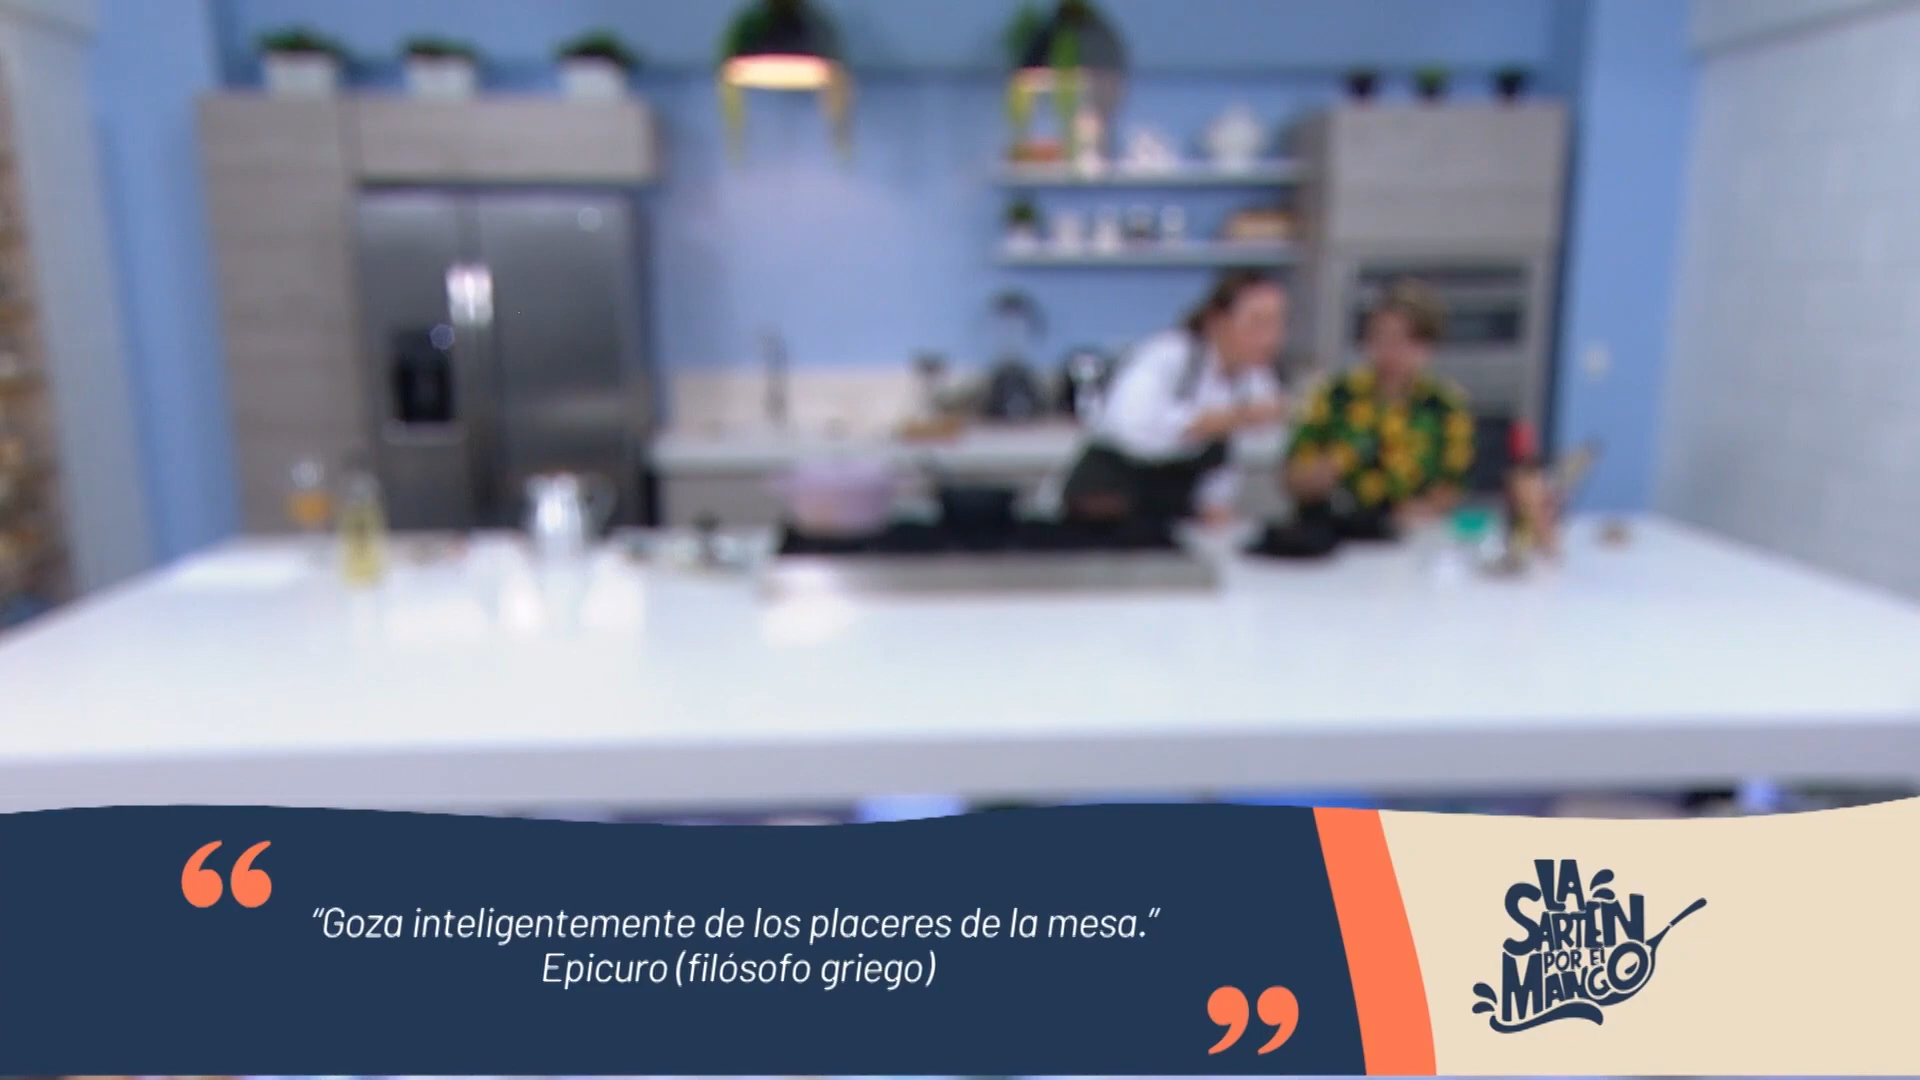 “Goza inteligentemente de los placeres de la mesa.”
Epicuro (filósofo griego)
LA
SARTÉN
POR EL
MANGO